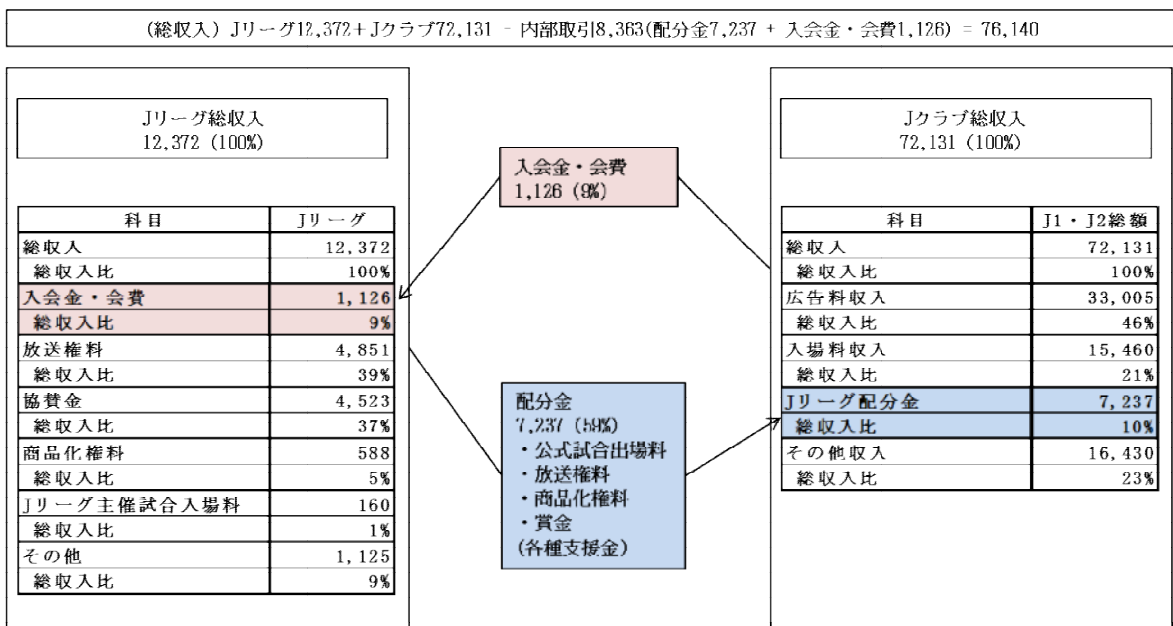 (総収入) Jリーグ12,372+Jクラブ72,131 - 内部取引8,363(配分金7,237 + 入会金・会費1,126) = 76,140
Jリーグ総収入
12,372 (100%)
科目 Jリーグ
総収入 12,372
総収入比 100%
入会金・会費 1,126
総収入比 9%
放送権料 4,851
総収入比 39%
協賛金 4,523
総収入比 37%
商品化権料 588
総収入比 5%
Jリーグ主催試合入場料 160
総収入比 1%
その他 1,125
総収入比 9%
入会金・会費
1,126 (9%)
配分金
7,237 (59%)
・公式試合出場料
・放送権料
・商品化権料
・賞金
(各種支援金)
Jクラブ総収入
72,131 (100%)
科目 J1・J2総額
総収入 72,131
総収入比 100%
広告料収入 33,005
総収入比 46%
入場料収入 15,460
総収入比 21%
Jリーグ配分金 7,237
総収入比 10%
その他収入 16,430
総収入比 23%